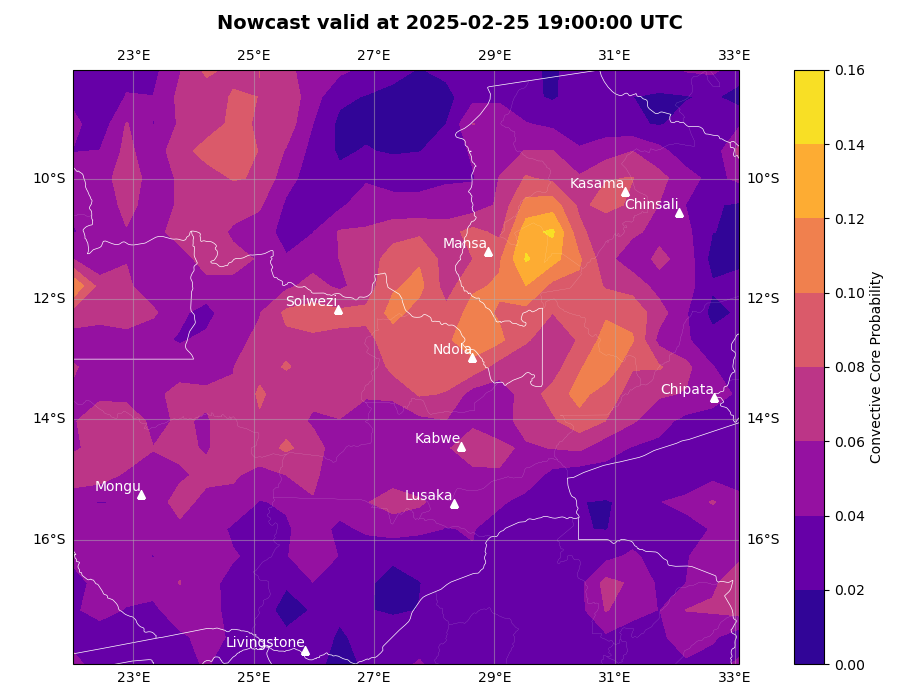 Nowcast valid at 2025-02-25 19:00:00 UTC
23°E 25°E 27°E 29°E 31°E 33°E
0.16
0.14
0.12
0.10
0.08
0.06
0.04
0.02
0.00
Convective Core Probability
10°S 10°S
12°S 12°S
14°S 14°S
16°S 16°S
Kasama
Chinsali
Mansa
Solwezi
Ndola
Chipata
Kabwe
Mongu
Lusaka
Livingstone
23°E 25°E 27°E 29°E 31°E 33°E